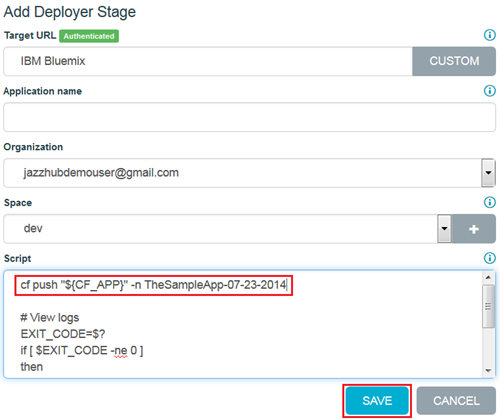 Add Deployer Stage
Target URL Authenticated
IBM Bluemix CUSTOM
Application name
Organization
jazzhubdemouser@gmail.com
Space
dev
Script
cf push "${CF_APP}" -n TheSampleApp-07-23-2014
# View logs
EXIT_CODE=$?
if [ $EXIT_CODE -ne 0 ]
then
SAVE CANCEL